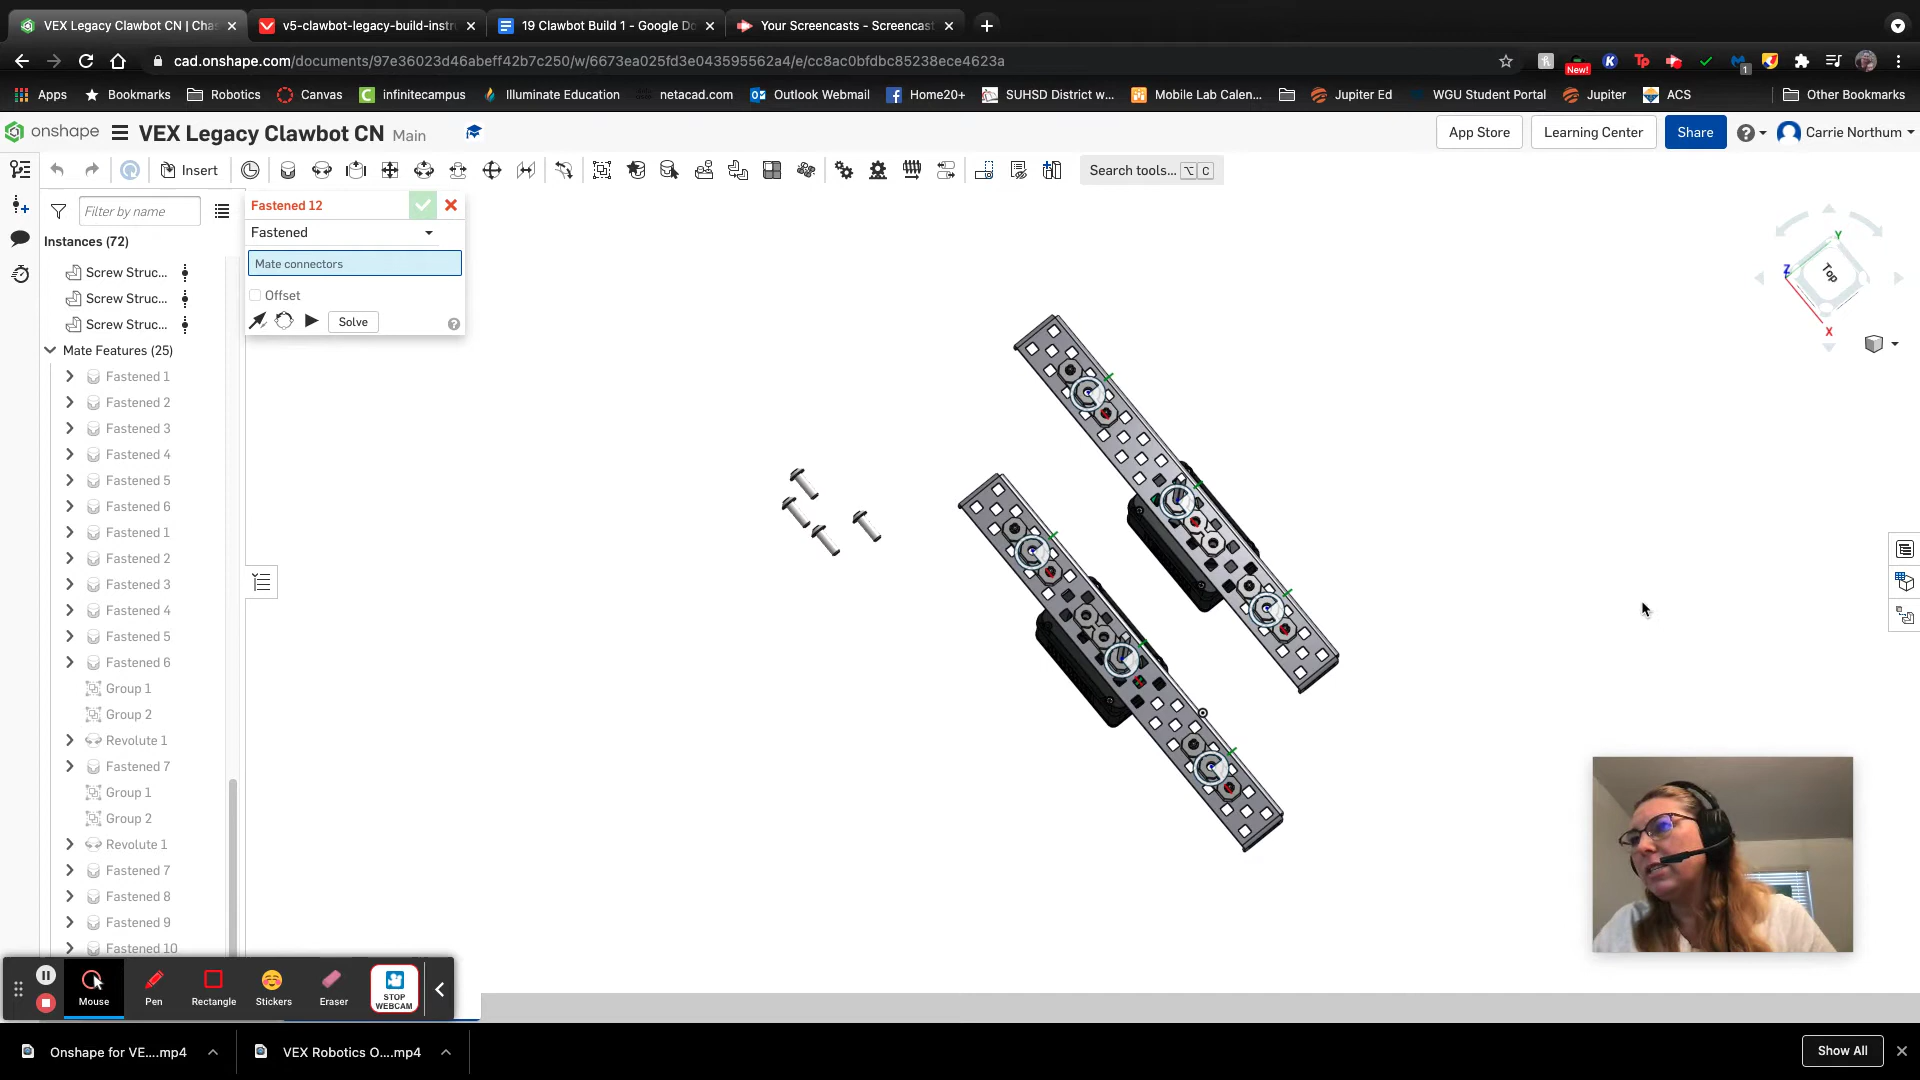 VEX Legacy Clawbot CN | Chas
v5-clawbot-legacy-build-instru
19 Clawbot Build 1 - Google Do
Your Screencasts - Screencast
cad.onshape.com/documents/97e36023d46abeff42b7c250/w/6673ea025fd3e043595562a4/e/cc8ac0bfdbc85238ece4623a
New!
1
Apps
Bookmarks
Robotics
Canvas
infinitecampus
Illuminate Education
netacad.com
Outlook Webmail
Home20+
SUHSD District w...
Mobile Lab Calen...
Jupiter Ed
WGU Student Portal
Jupiter
ACS
Other Bookmarks
onshape
VEX Legacy Clawbot CN
Main
App Store
Learning Center
Share
Carrie Northum
Insert
Search tools... ⌥ C
Filter by name
Instances (72)
Screw Struc...
Screw Struc...
Screw Struc...
Mate Features (25)
Fastened 1
Fastened 2
Fastened 3
Fastened 4
Fastened 5
Fastened 6
Fastened 1
Fastened 2
Fastened 3
Fastened 4
Fastened 5
Fastened 6
Group 1
Group 2
Revolute 1
Fastened 7
Group 1
Group 2
Revolute 1
Fastened 7
Fastened 8
Fastened 9
Fastened 10
Fastened 12
Fastened
Mate connectors
Offset
Solve
Y
Z
Top
X
Mouse
Pen
Rectangle
Stickers
Eraser
STOP WEBCAM
Onshape for VE....mp4
VEX Robotics O....mp4
Show All